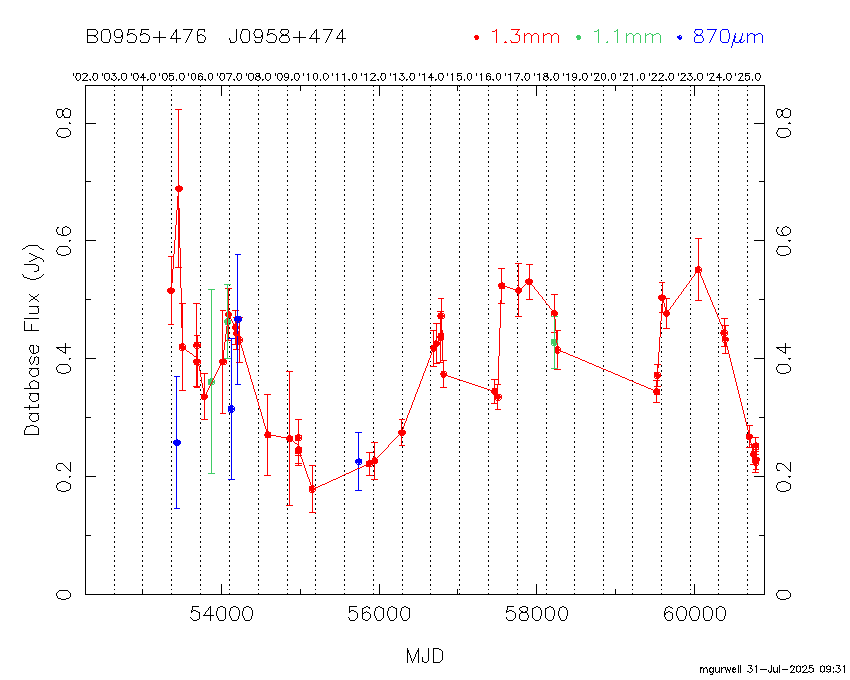 B0955+476 J0958+474 1.3mm 1.1mm 870μm
'02.0 '03.0 '04.0 '05.0 '06.0 '07.0 '08.0 '09.0 '10.0 '11.0 '12.0 '13.0 '14.0 '15.0 '16.0 '17.0 '18.0 '19.0 '20.0 '21.0 '22.0 '23.0 '24.0 '25.0
0.8 0.8
0.6 0.6
Database Flux (Jy)
0.4 0.4
0.2 0.2
0 0
54000 56000 58000 60000
MJD
mgurwell 31-Jul-2025 09:31